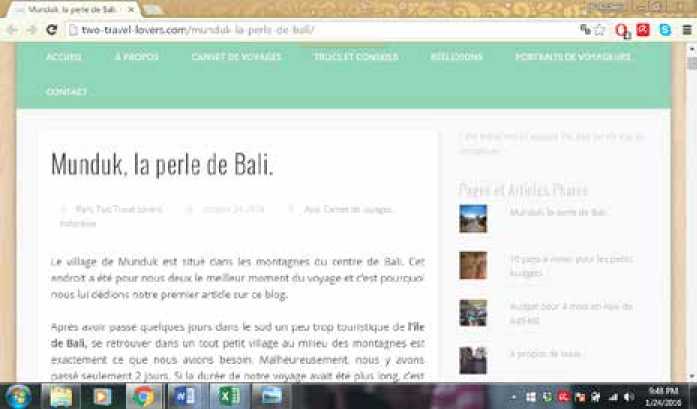 Munduk, la perle de Bali.
two-travel-lovers.com/munduk-la-perle-de-bali/
ACCUEIL À PROPOS CARNET DE VOYAGES TRUCS ET CONSEILS RÉFLEXIONS PORTRAITS DE VOYAGEURS
CONTACT
Munduk, la perle de Bali.
Par, Two Travel Lovers
Asie, Carnet de voyages,
Indonésie
Le village de Munduk est situé dans les montagnes du centre de Bali. Cet
endroit a été pour nous deux le meilleur moment du voyage et c'est pourquoi
nous lui dédions notre premier article sur ce blog.
Après avoir passé quelques jours dans le sud un peu trop touristique de l'île
de Bali, se retrouver dans un tout petit village au milieu des montagnes est
exactement ce que nous avions besoin. Malheureusement, nous y avons
passé seulement 2 jours. Si la durée de notre voyage avait été plus long, c'est
Pages et Articles Phares
Munduk, la perle de Bali.
10 pays à visiter pour les petits
budgets
Budget pour 4 mois en Asie du
Sud-Est
À propos de nous
9:48 PM
1/24/2016